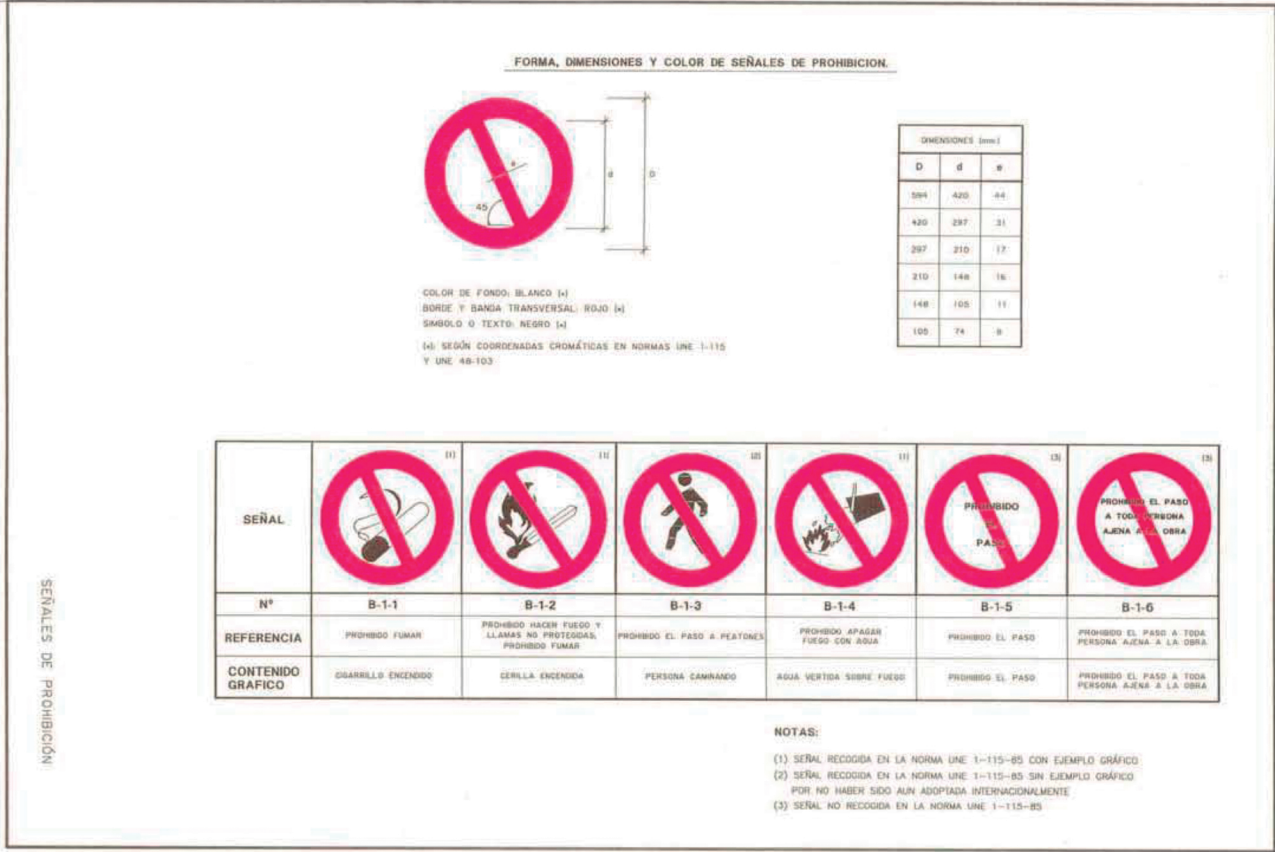 FORMA, DIMENSIONES Y COLOR DE SEÑALES DE PROHIBICION.
e
45
d
D
DIMENSIONES (mm.)
D d e
594 420 44
420 297 31
297 210 17
210 148 16
148 105 11
105 74 8
COLOR DE FONDO: BLANCO (*)
BORDE Y BANDA TRANSVERSAL: ROJO (*)
SIMBOLO O TEXTO: NEGRO (*)
(*): SEGÚN COORDENADAS CROMÁTICAS EN NORMAS UNE 1-115
Y UNE 48-103
SEÑAL
(1) (1) (2) (1) (3) (3)
PROHIBIDO
EL
PASO
PROHIBIDO EL PASO
A TODA PERSONA
AJENA A LA OBRA
Nº B-1-1 B-1-2 B-1-3 B-1-4 B-1-5 B-1-6
REFERENCIA
PROHIBIDO FUMAR
PROHIBIDO HACER FUEGO Y
LLAMAS NO PROTEGIDAS,
PROHIBIDO FUMAR
PROHIBIDO EL PASO A PEATONES
PROHIBIDO APAGAR
FUEGO CON AGUA
PROHIBIDO EL PASO
PROHIBIDO EL PASO A TODA
PERSONA AJENA A LA OBRA
CONTENIDO
GRAFICO
CIGARRILLO ENCENDIDO
CERILLA ENCENDIDA
PERSONA CAMINANDO
AGUA VERTIDA SOBRE FUEGO
PROHIBIDO EL PASO
PROHIBIDO EL PASO A TODA
PERSONA AJENA A LA OBRA
NOTAS:
(1) SEÑAL RECOGIDA EN LA NORMA UNE 1-115-85 CON EJEMPLO GRÁFICO
(2) SEÑAL RECOGIDA EN LA NORMA UNE 1-115-85 SIN EJEMPLO GRÁFICO
POR NO HABER SIDO AUN ADOPTADA INTERNACIONALMENTE
(3) SEÑAL NO RECOGIDA EN LA NORMA UNE 1-115-85
SEÑALES DE PROHIBICIÓN